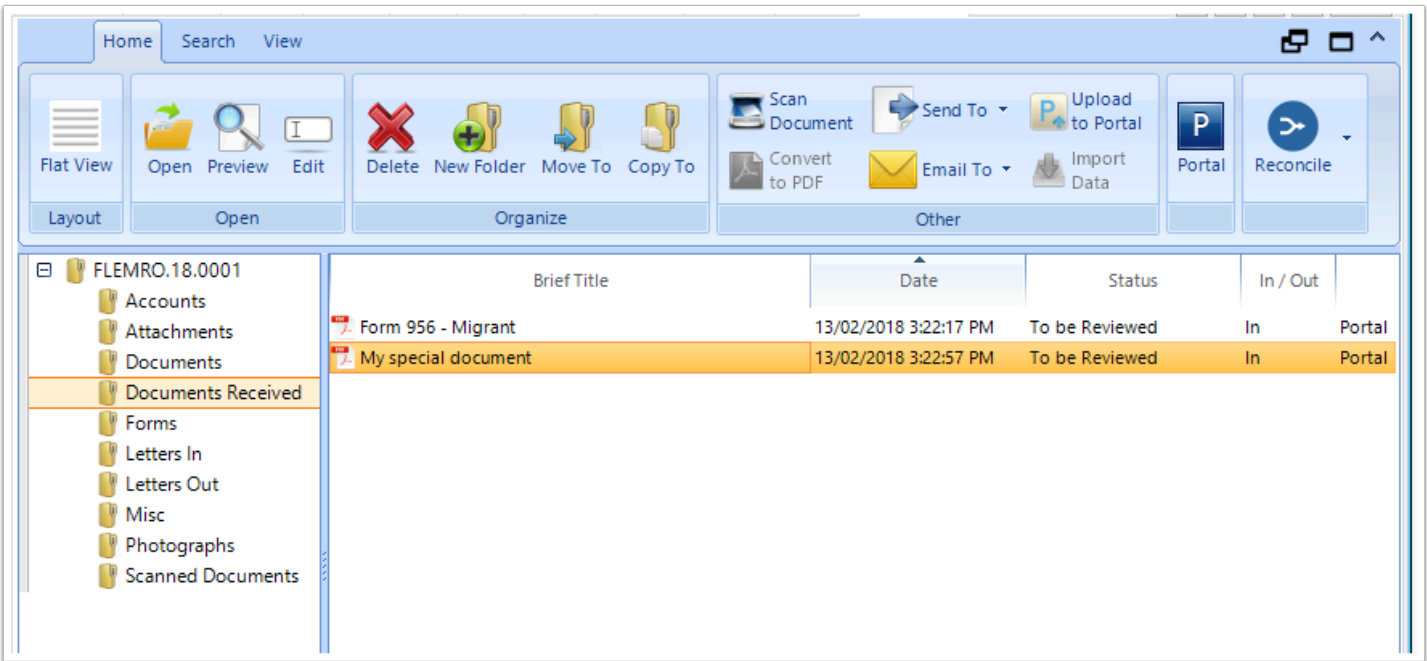 Home Search View
Flat View
Open Preview Edit
Delete New Folder Move To Copy To
Scan Document
Send To
Upload to Portal
Convert to PDF
Email To
Import Data
P
Portal
Reconcile
Layout Open Organize Other
FLEMRO.18.0001
Accounts
Attachments
Documents
Documents Received
Forms
Letters In
Letters Out
Misc
Photographs
Scanned Documents
Brief Title Date Status In / Out
Form 956 - Migrant 13/02/2018 3:22:17 PM To be Reviewed In Portal
My special document 13/02/2018 3:22:57 PM To be Reviewed In Portal